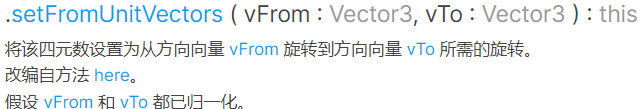 .setFromUnitVectors ( vFrom : Vector3, vTo : Vector3 ) : this
将该四元数设置为从方向向量 vFrom 旋转到方向向量 vTo 所需的旋转。
改编自方法 here。
假设 vFrom 和 vTo 都已归一化。